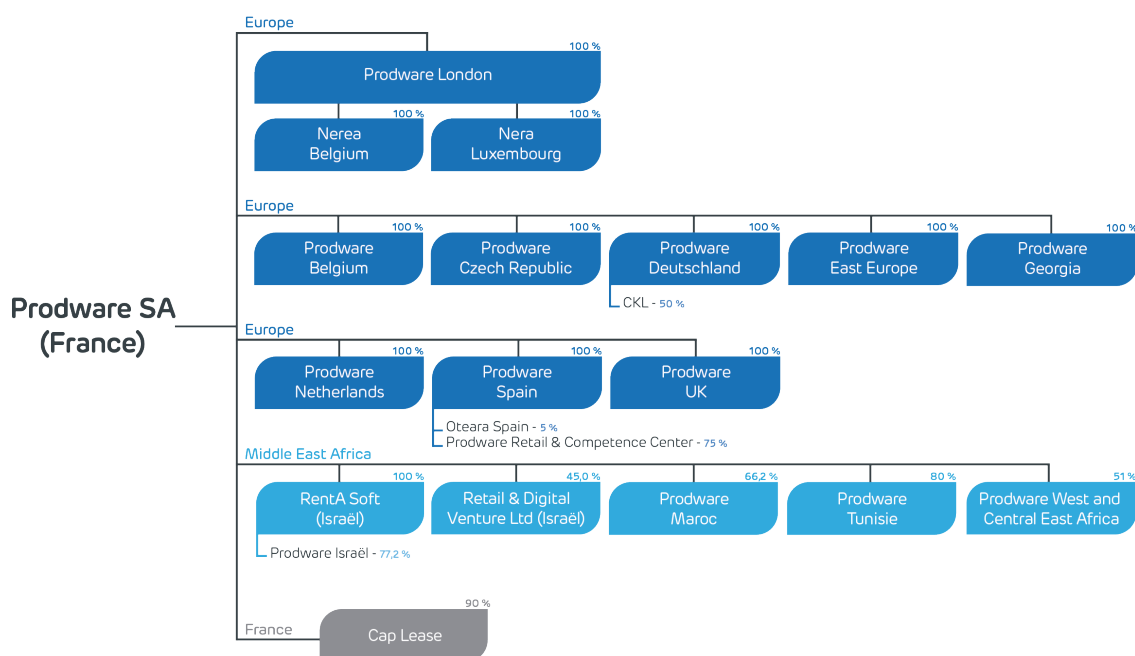 Europe
100 %
Prodware London
100 %
100 %
Nerea
Belgium
Nera
Luxembourg
Europe
100 %
100 %
100 %
100 %
100 %
Prodware
Belgium
Prodware
Czech Republic
Prodware
Deutschland
Prodware
East Europe
Prodware
Georgia
CKL - 50 %
Prodware SA
(France)
Europe
100 %
100 %
100 %
Prodware
Netherlands
Prodware
Spain
Prodware
UK
Oteara Spain - 5 %
Prodware Retail & Competence Center - 75 %
Middle East Africa
100 %
45,0 %
66,2 %
80 %
51 %
RentA Soft
(Israël)
Retail & Digital
Venture Ltd (Israël)
Prodware
Maroc
Prodware
Tunisie
Prodware West and
Central East Africa
Prodware Israël - 77,2 %
90 %
France
Cap Lease